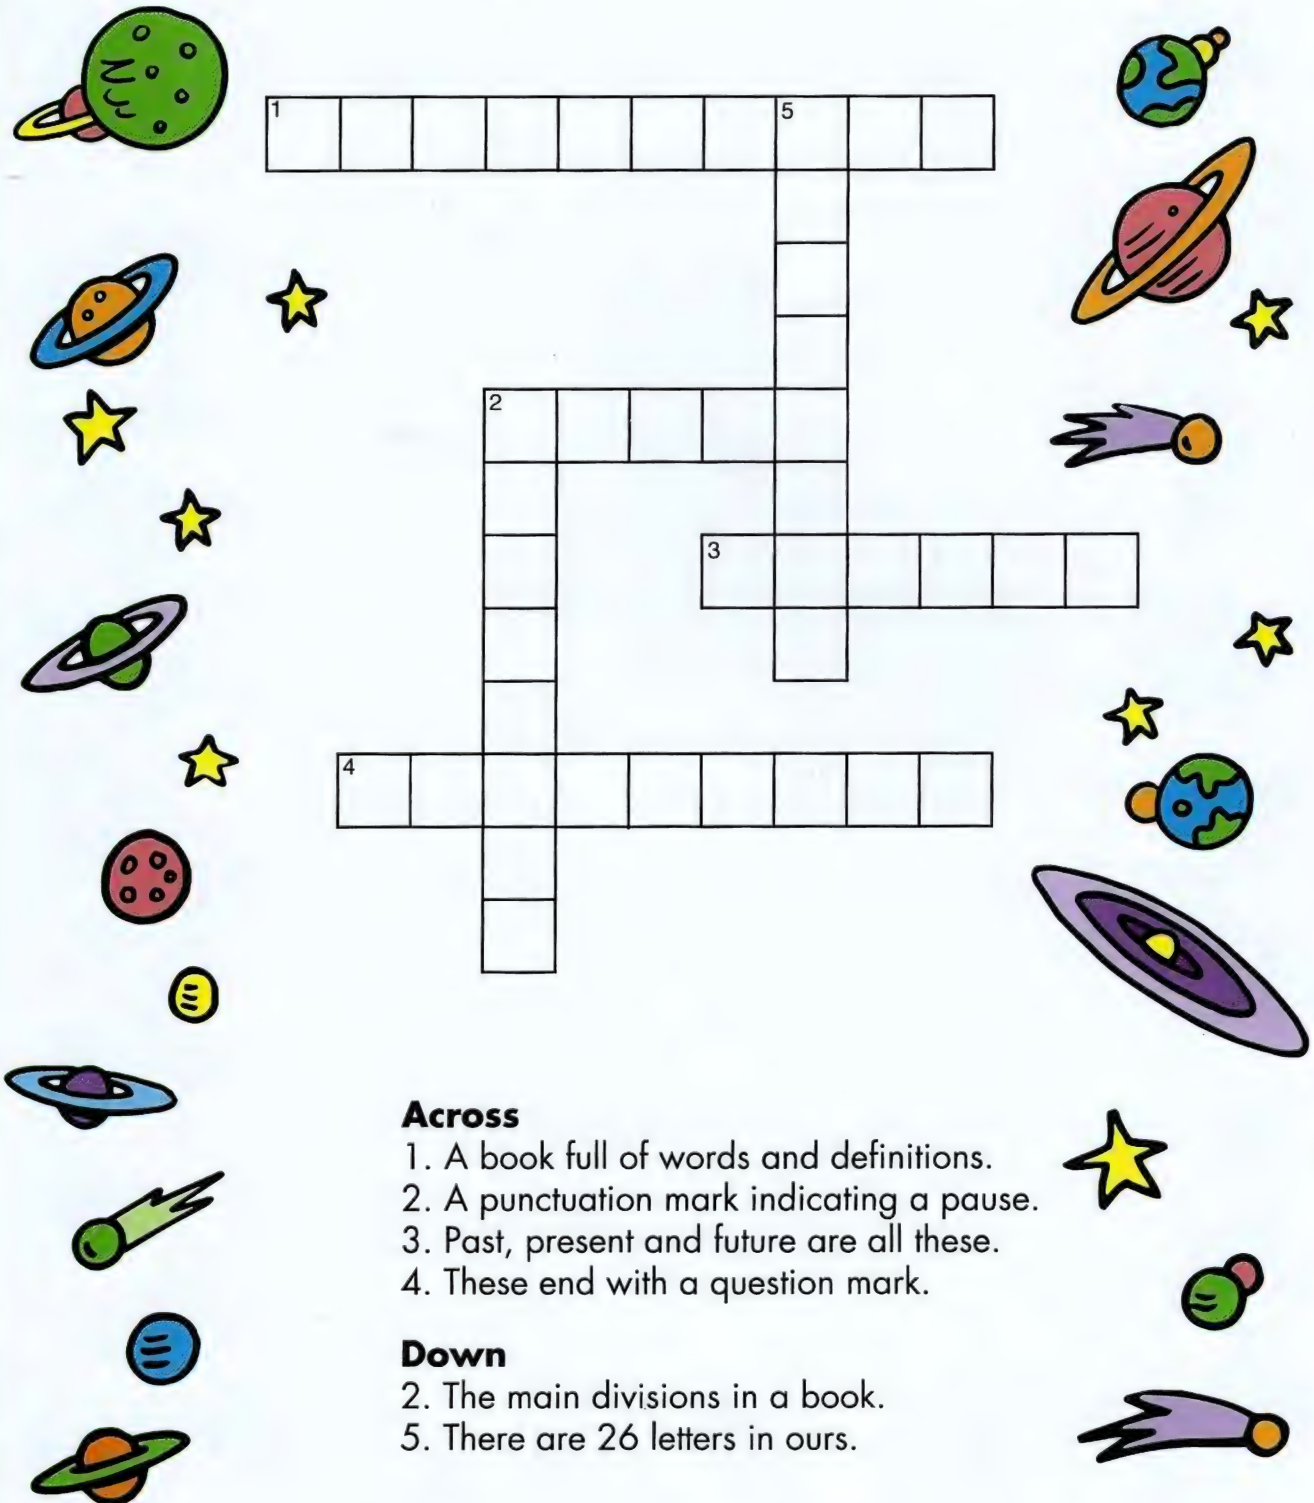 1
5
2
3
4
Across
1. A book full of words and definitions.
2. A punctuation mark indicating a pause.
3. Past, present and future are all these.
4. These end with a question mark.
Down
2. The main divisions in a book.
5. There are 26 letters in ours.